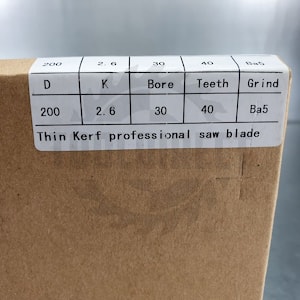 200 2.6 30 40 Ba5
D K Bore Teeth Grind
200 2.6 30 40 Ba5
Thin Kerf professional saw blade